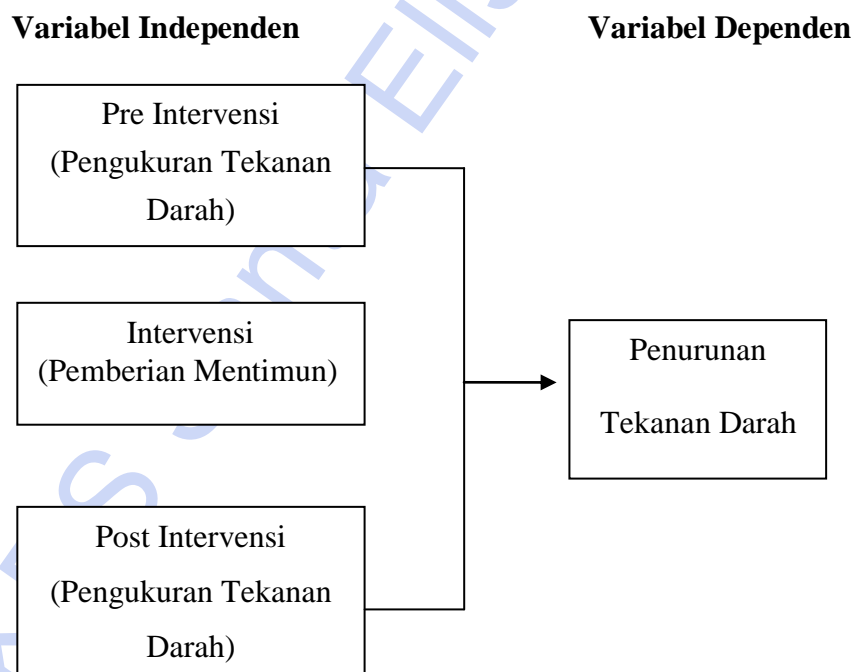 Variabel Independen
Variabel Dependen
Pre Intervensi
(Pengukuran Tekanan
Darah)
Intervensi
(Pemberian Mentimun)
Penurunan
Tekanan Darah
Post Intervensi
(Pengukuran Tekanan
Darah)